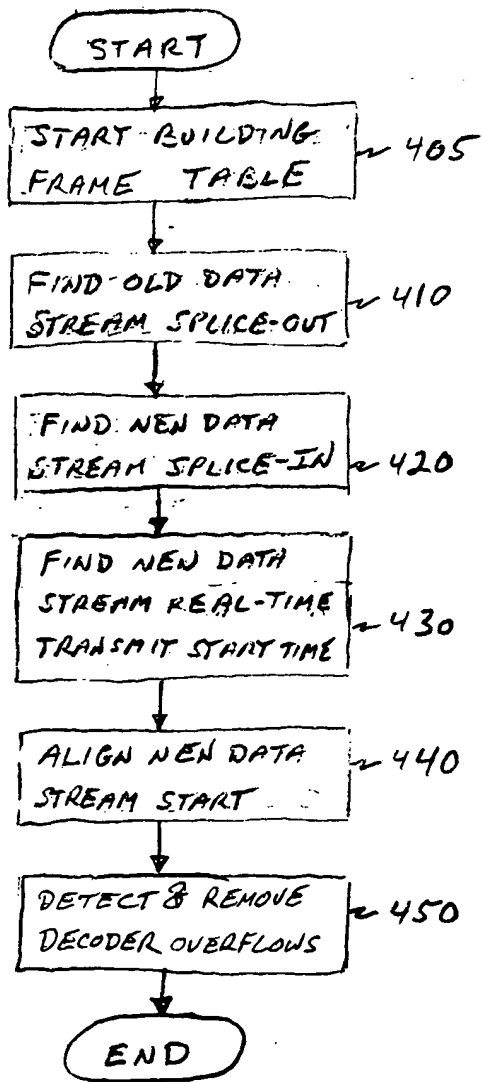 START
START BUILDING
FRAME TABLE
405
FIND OLD DATA
STREAM SPLICE-OUT
410
FIND NEW DATA
STREAM SPLICE-IN
420
FIND NEW DATA
STREAM REAL-TIME
TRANSMIT START TIME
430
ALIGN NEW DATA
STREAM START
440
DETECT & REMOVE
DECODER OVERFLOWS
450
END